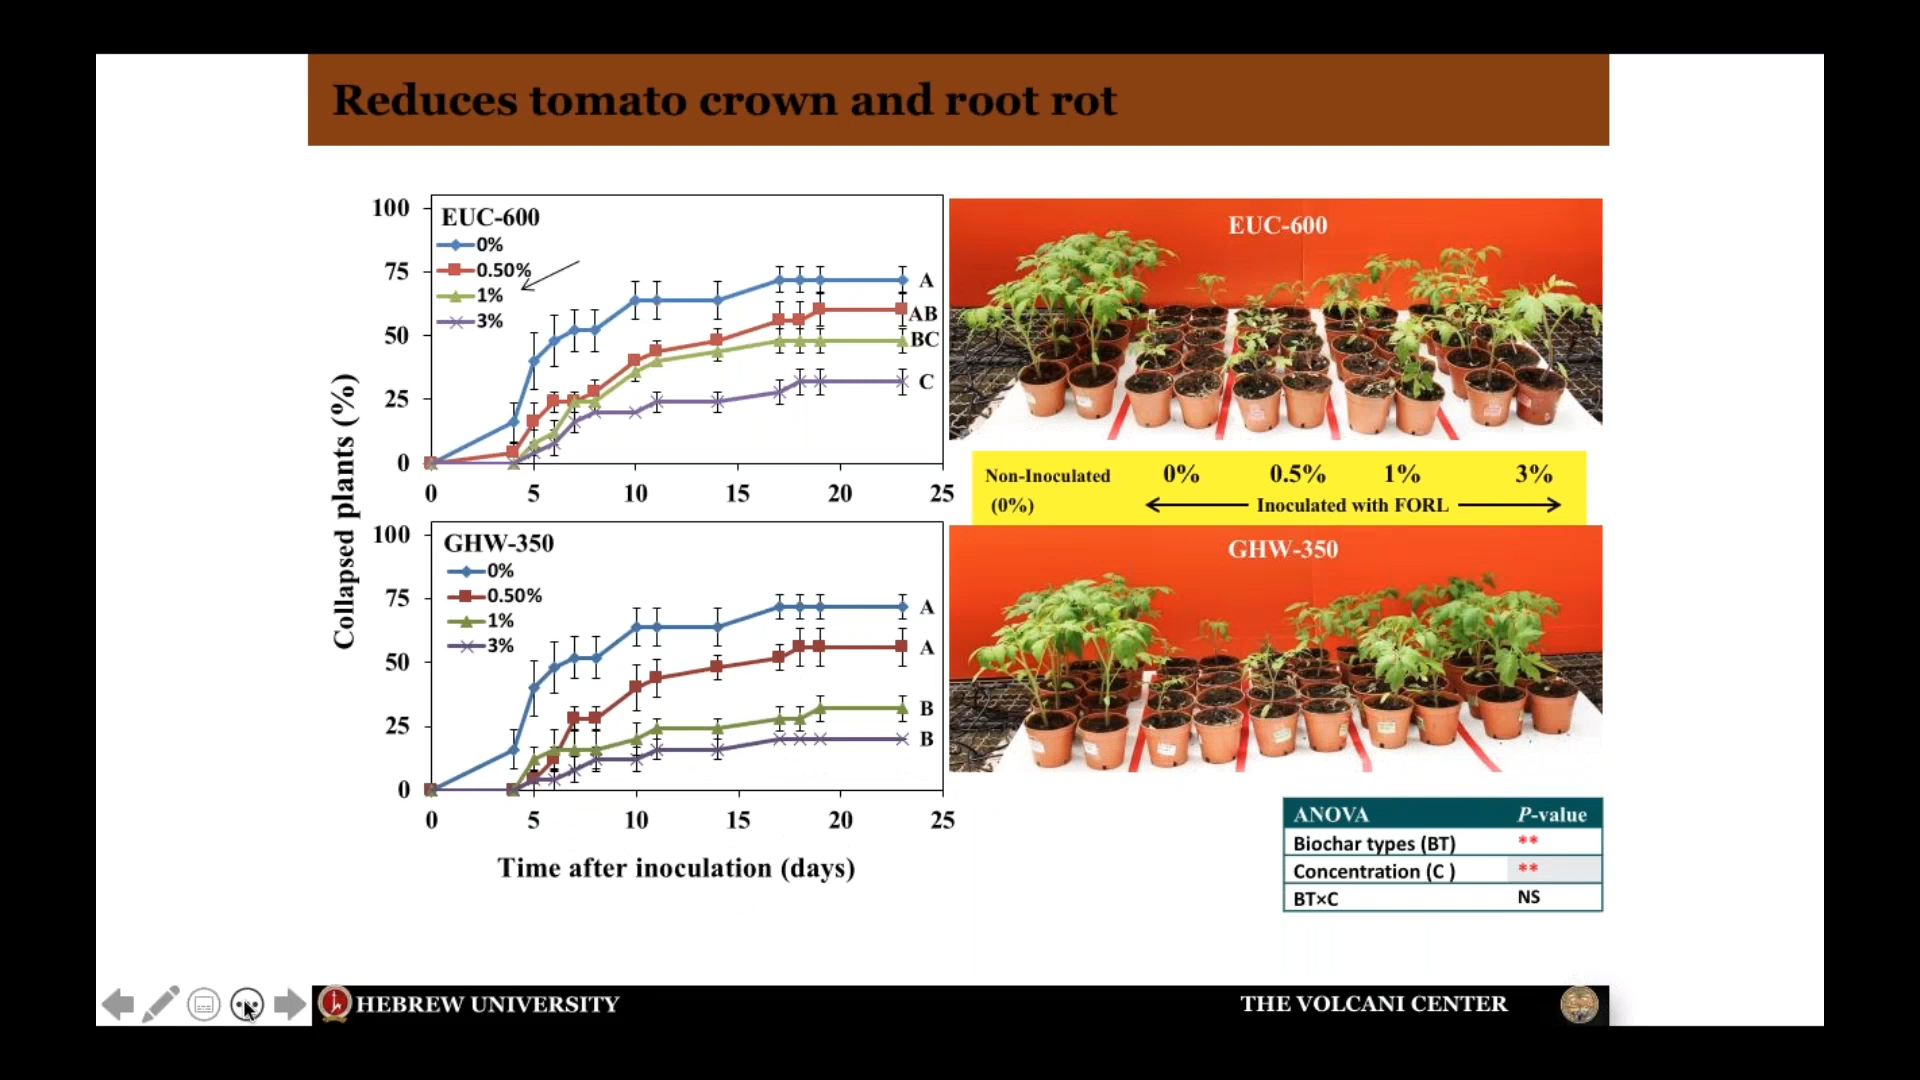 Reduces tomato crown and root rot
Collapsed plants (%)
100
75
50
25
0
EUC-600
0%
0.50%
1%
3%
A
AB
BC
C
0 5 10 15 20 25
100
75
50
25
0
GHW-350
0%
0.50%
1%
3%
A
A
B
B
0 5 10 15 20 25
Time after inoculation (days)
EUC-600
Non-Inoculated 0% 0.5% 1% 3%
(0%) Inoculated with FORL
GHW-350
ANOVA P-value
Biochar types (BT) **
Concentration (C ) **
BT×C NS
HEBREW UNIVERSITY
THE VOLCANI CENTER